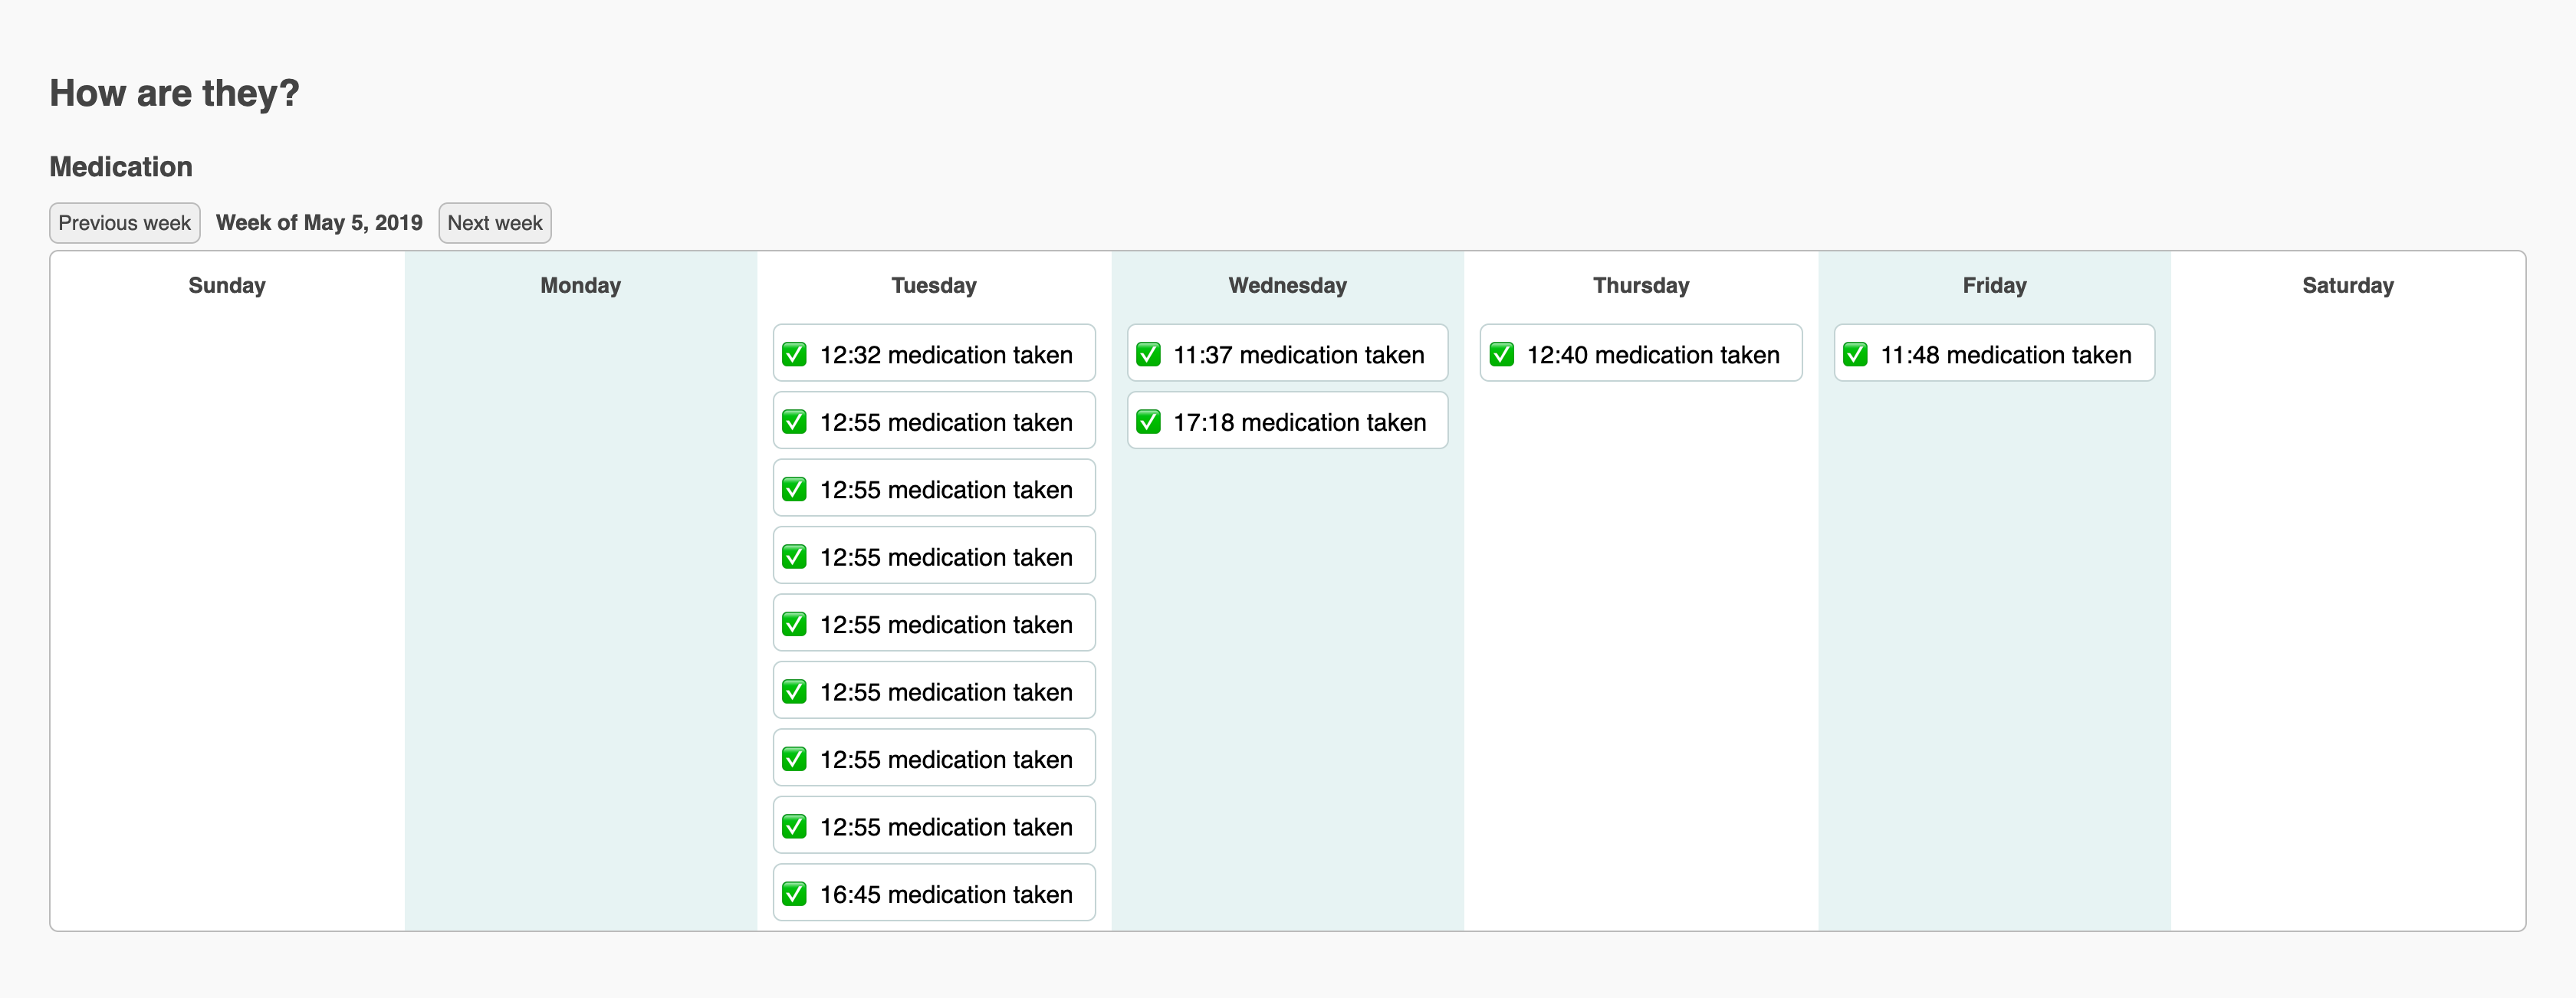 How are they?
Medication
Previous week Week of May 5, 2019 Next week
Sunday Monday Tuesday Wednesday Thursday Friday Saturday
✅ 12:32 medication taken ✅ 11:37 medication taken ✅ 12:40 medication taken ✅ 11:48 medication taken
✅ 12:55 medication taken ✅ 17:18 medication taken
✅ 12:55 medication taken
✅ 12:55 medication taken
✅ 12:55 medication taken
✅ 12:55 medication taken
✅ 12:55 medication taken
✅ 12:55 medication taken
✅ 16:45 medication taken